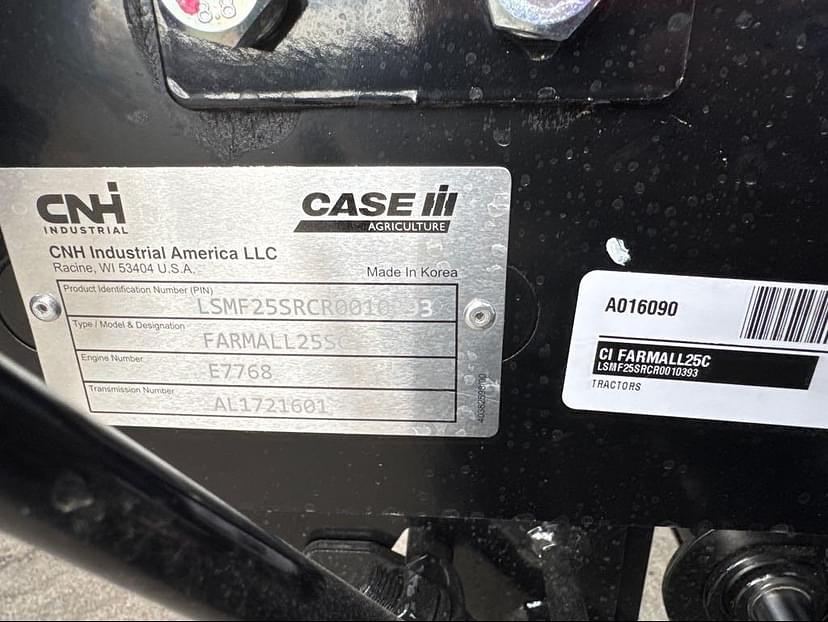 CNH
INDUSTRIAL
CASE IH
AGRICULTURE
CNH Industrial America LLC
Racine, WI 53404 U.S.A.
Made In Korea
Product Identification Number (PIN)
LSMF25SRCR0010393
Type / Model & Designation
FARMALL25SC
Engine Number
E7768
Transmission Number
AL1721601
A016090
CI FARMALL25C
LSMF25SRCR0010393
TRACTORS